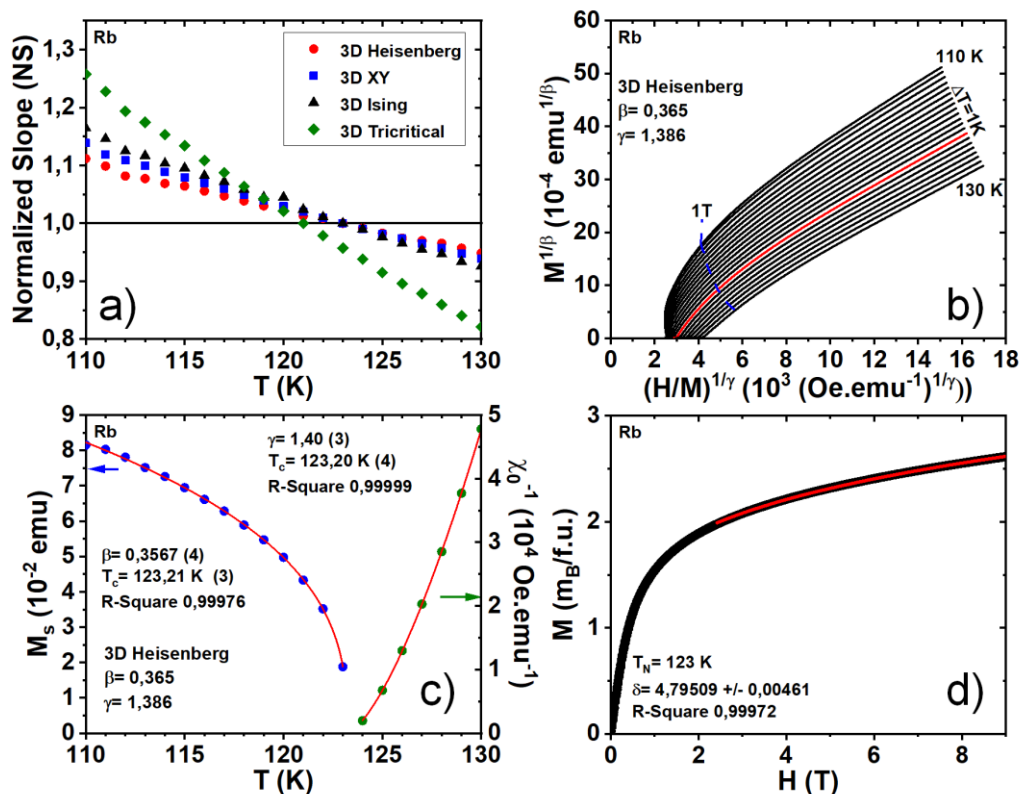 Rb
3D Heisenberg
3D XY
3D Ising
3D Tricritical
Normalized Slope (NS)
1,3
1,2
1,1
1,0
0,9
0,8
a)
110
115
120
125
130
T (K)
Rb
3D Heisenberg
β= 0,365
γ= 1,386
110 K
ΔT=1K
130 K
1T
M^{1/β} (10^{-4} emu^{1/β})
60
50
40
30
20
10
0
b)
0 2 4 6 8 10 12 14 16 18
(H/M)^{1/γ} (10^3 (Oe.emu^{-1})^{1/γ})
Rb
γ= 1,40 (3)
T_c= 123,20 K (4)
R-Square 0,99999
β= 0,3567 (4)
T_c= 123,21 K (3)
R-Square 0,99976
3D Heisenberg
β= 0,365
γ= 1,386
M_s (10^{-2} emu)
9
8
7
6
5
4
3
2
1
0
c)
5
4
3
2
1
0
χ_0^{-1} (10^4 Oe.emu^{-1})
110
115
120
125
130
T (K)
Rb
M (m_B/f.u.)
3
2
1
0
T_N= 123 K
δ= 4,79509 +/- 0,00461
R-Square 0,99972
d)
0 2 4 6 8
H (T)